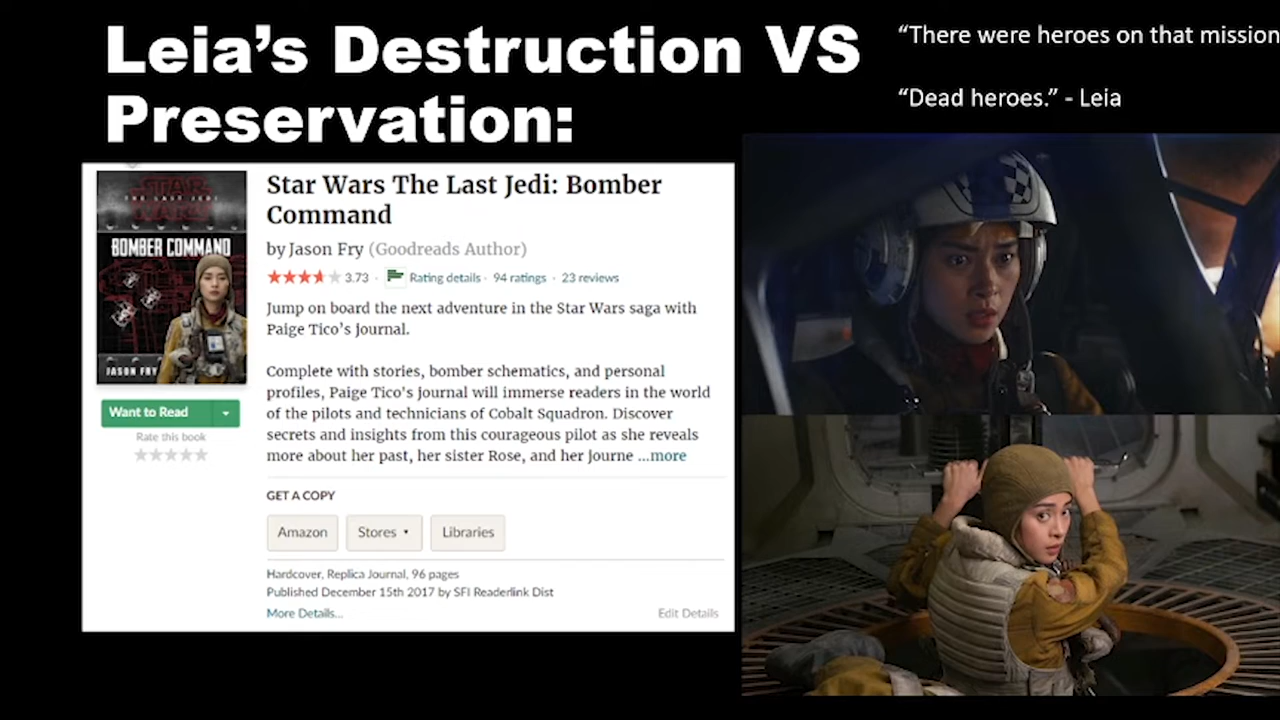 Leia’s Destruction VS
Preservation:
“There were heroes on that mission
“Dead heroes.” - Leia
STAR
THE LAST JEDI
WARS
BOMBER COMMAND
JASON FRY
Want to Read
Rate this book
Star Wars The Last Jedi: Bomber
Command
by Jason Fry (Goodreads Author)
3.73 · Rating details · 94 ratings · 23 reviews
Jump on board the next adventure in the Star Wars saga with
Paige Tico’s journal.
Complete with stories, bomber schematics, and personal
profiles, Paige Tico's journal will immerse readers in the world
of the pilots and technicians of Cobalt Squadron. Discover
secrets and insights from this courageous pilot as she reveals
more about her past, her sister Rose, and her journe ...more
GET A COPY
Amazon
Stores
Libraries
Hardcover, Replica Journal, 96 pages
Published December 15th 2017 by SFI Readerlink Dist
More Details...
Edit Details